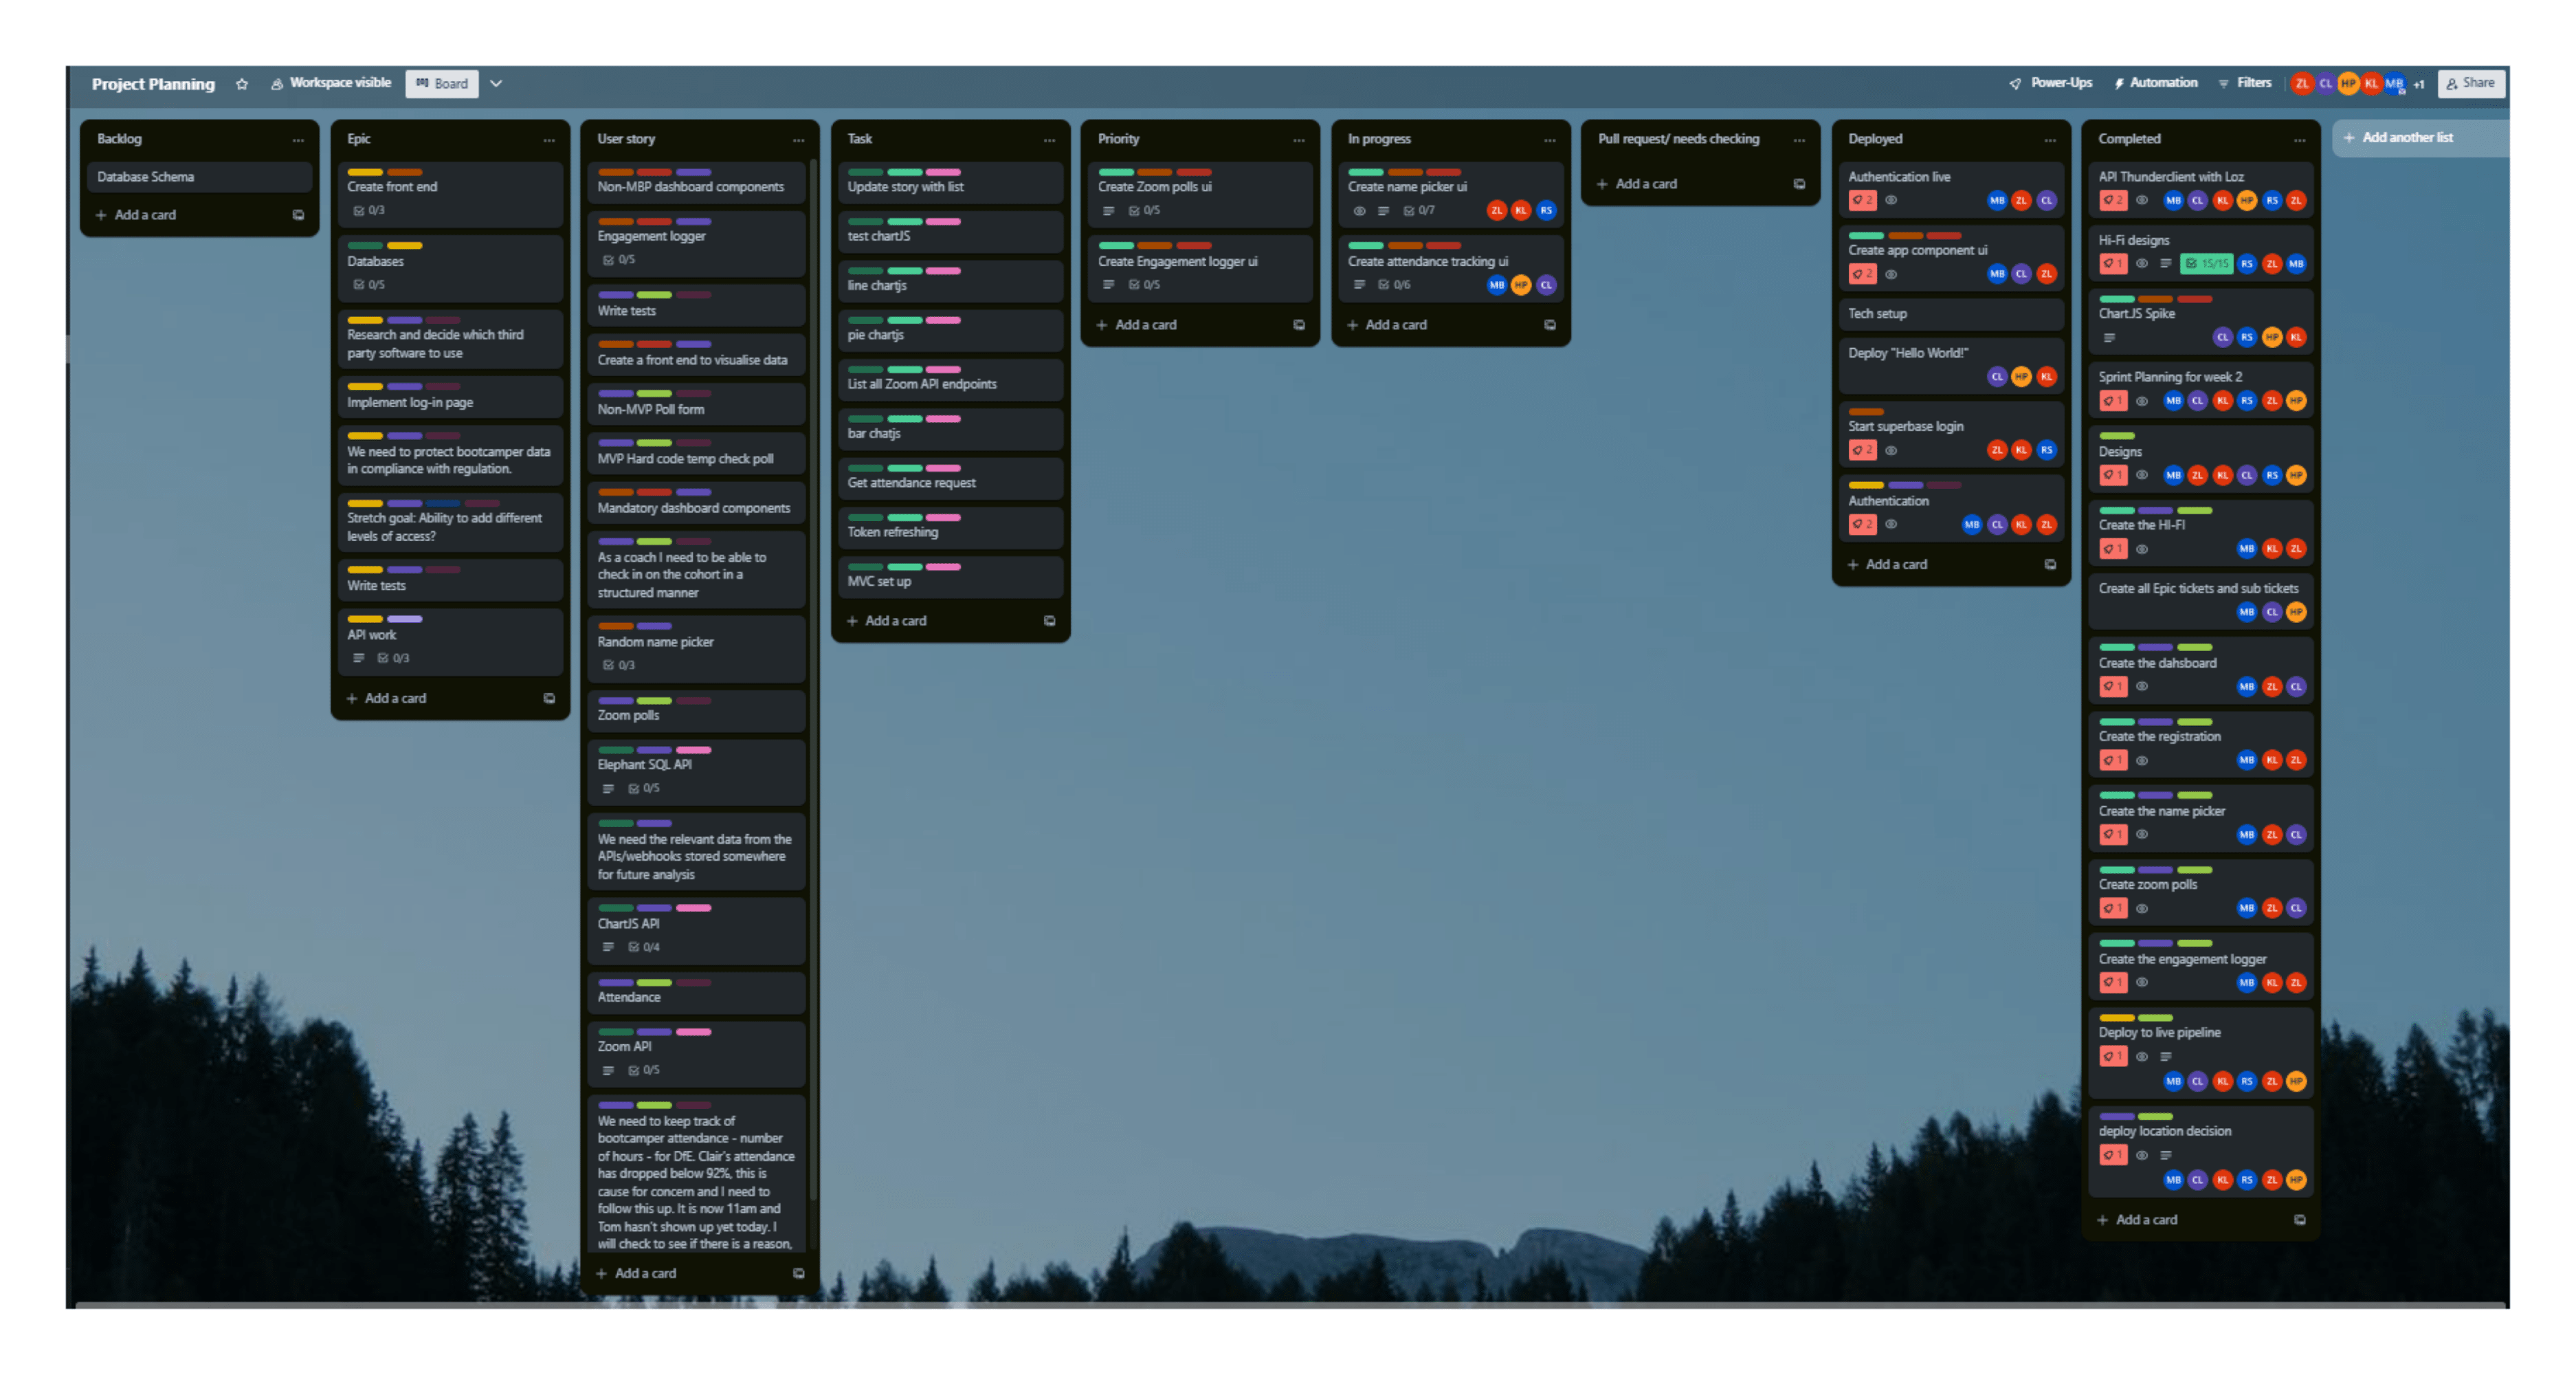 Project Planning
Workspace visible
Board
Power-Ups
Automation
Filters
ZL CL HP KL MB +1
Share
Backlog
Database Schema
+ Add a card
Epic
Create front end
0/3
Databases
0/5
Research and decide which third
party software to use
Implement log-in page
We need to protect bootcamper data
in compliance with regulation.
Stretch goal: Ability to add different
levels of access?
Write tests
API work
0/3
+ Add a card
User story
Non-MBP dashboard components
Engagement logger
0/5
Write tests
Create a front end to visualise data
Non-MVP Poll form
MVP Hard code temp check poll
Mandatory dashboard components
As a coach I need to be able to
check in on the cohort in a
structured manner
Random name picker
0/3
Zoom polls
Elephant SQL API
0/5
We need the relevant data from the
APIs/webhooks stored somewhere
for future analysis
ChartJS API
0/4
Attendance
Zoom API
0/5
We need to keep track of
bootcamper attendance - number
of hours - for DfE. Clair's attendance
has dropped below 92%, this is
cause for concern and I need to
follow this up. It is now 11am and
Tom hasn't shown up yet today. I
will check to see if there is a reason,
+ Add a card
Task
Update story with list
test chartJS
line chartjs
pie chartjs
List all Zoom API endpoints
bar chatjs
Get attendance request
Token refreshing
MVC set up
+ Add a card
Priority
Create Zoom polls ui
0/5
Create Engagement logger ui
0/5
+ Add a card
In progress
Create name picker ui
0/7 ZL KL RS
Create attendance tracking ui
0/6 MB HP CL
+ Add a card
Pull request/ needs checking
+ Add a card
Deployed
Authentication live
2 MB ZL CL
Create app component ui
2 MB CL ZL
Tech setup
Deploy "Hello World!"
CL HP KL
Start superbase login
2 ZL KL RS
Authentication
2 MB CL KL ZL
+ Add a card
Completed
API Thunderclient with Loz
2 MB CL KL HP RS ZL
Hi-Fi designs
1 15/15 RS ZL MB
ChartJS Spike
CL RS HP KL
Sprint Planning for week 2
1 MB CL KL RS ZL HP
Designs
1 MB ZL KL CL RS HP
Create the HI-FI
1 MB KL ZL
Create all Epic tickets and sub tickets
MB CL HP
Create the dahsboard
1 MB ZL CL
Create the registration
1 MB KL ZL
Create the name picker
1 MB ZL CL
Create zoom polls
1 MB ZL CL
Create the engagement logger
1 MB KL ZL
Deploy to live pipeline
1
MB CL KL RS ZL HP
deploy location decision
1
MB CL KL RS ZL HP
+ Add a card
+ Add another list